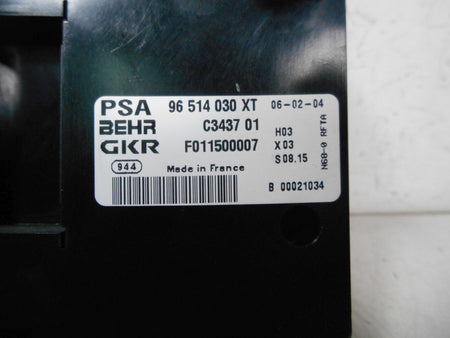 PSA 96 514 030 XT 06-02-04
BEHR C3437 01 H03
GKR F011500007 X03
944 Made in France S08.15
N68-0 RFTA
B 00021034